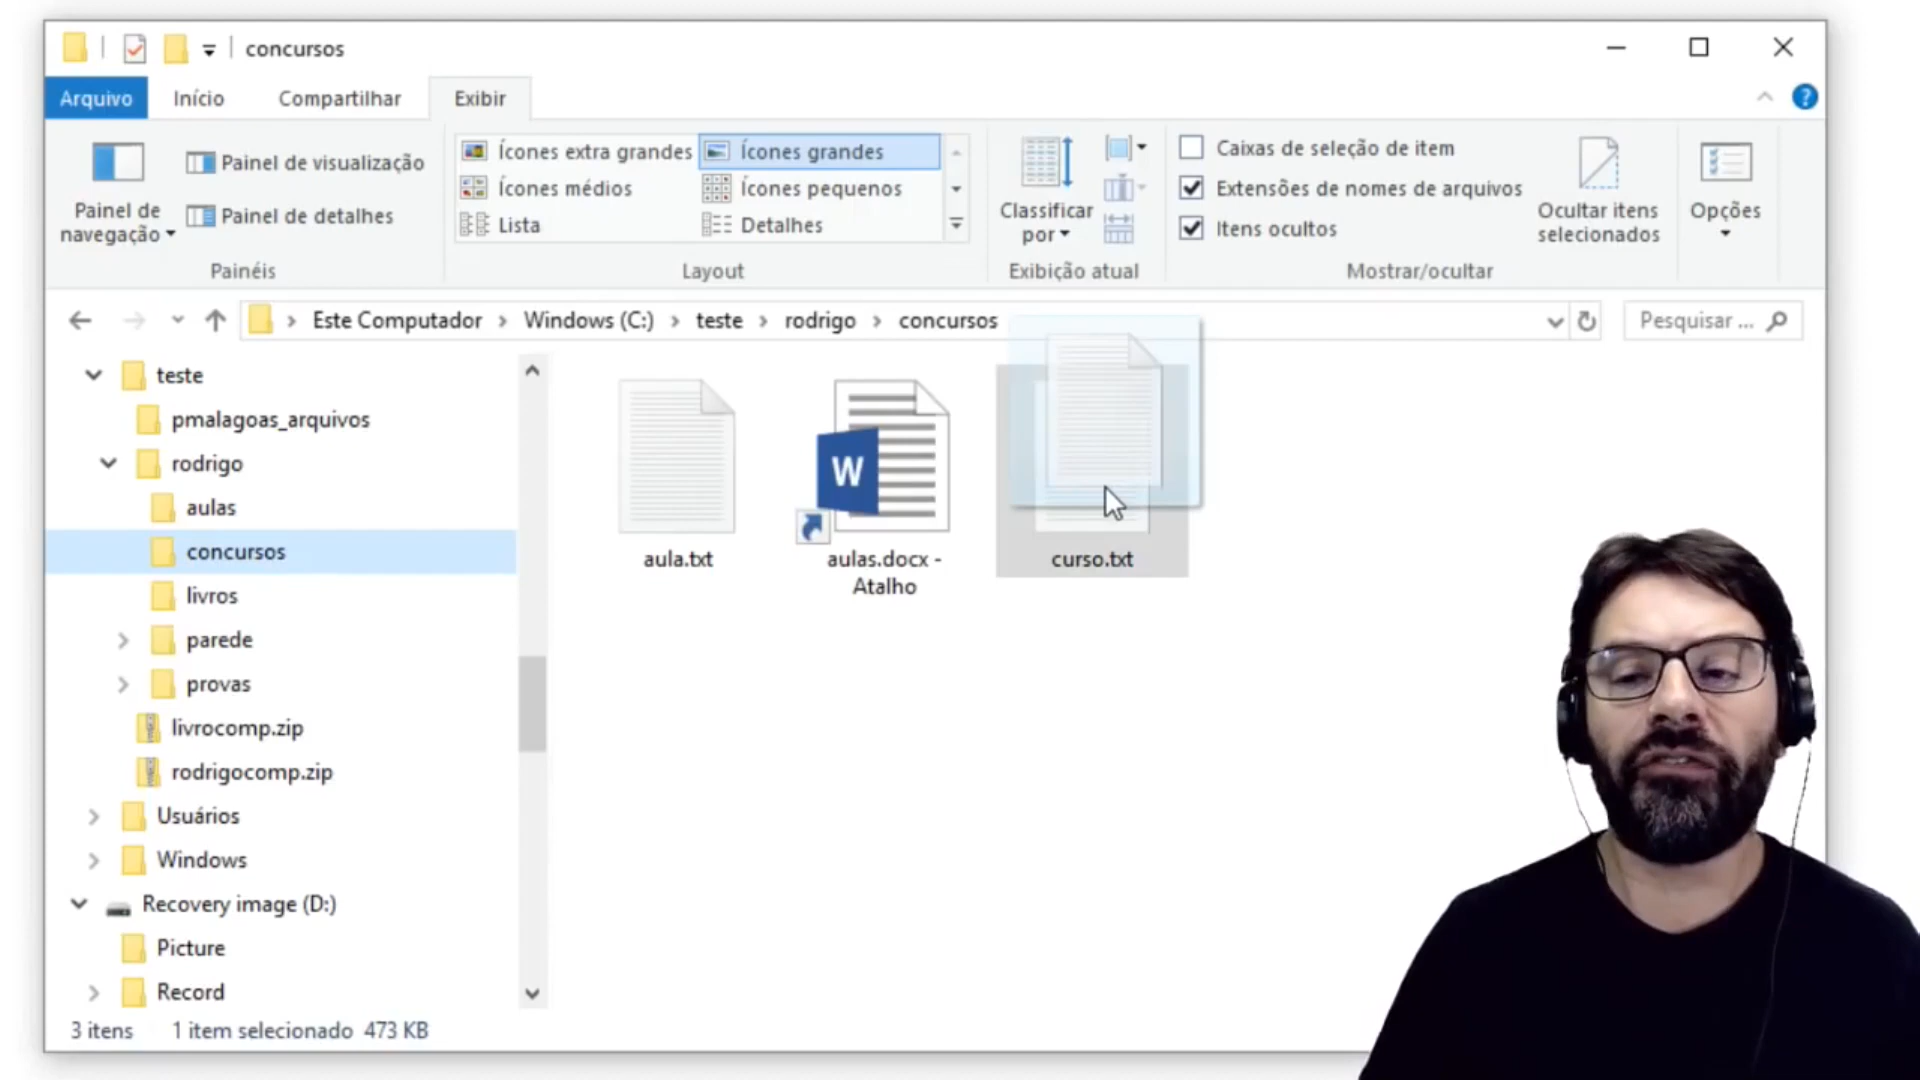 concursos
Arquivo Início Compartilhar Exibir
Painel de navegação
Painel de visualização
Painel de detalhes
Painéis
Ícones extra grandes Ícones grandes
Ícones médios Ícones pequenos
Lista Detalhes
Layout
Classificar por
Exibição atual
Caixas de seleção de item
Extensões de nomes de arquivos
Itens ocultos
Ocultar itens selecionados
Mostrar/ocultar
Opções
Este Computador Windows (C:) teste rodrigo concursos
Pesquisar ...
teste
pmalagoas_arquivos
rodrigo
aulas
concursos
livros
parede
provas
livrocomp.zip
rodrigocomp.zip
Usuários
Windows
Recovery image (D:)
Picture
Record
aula.txt
W
aulas.docx -
Atalho
curso.txt
3 itens 1 item selecionado 473 KB